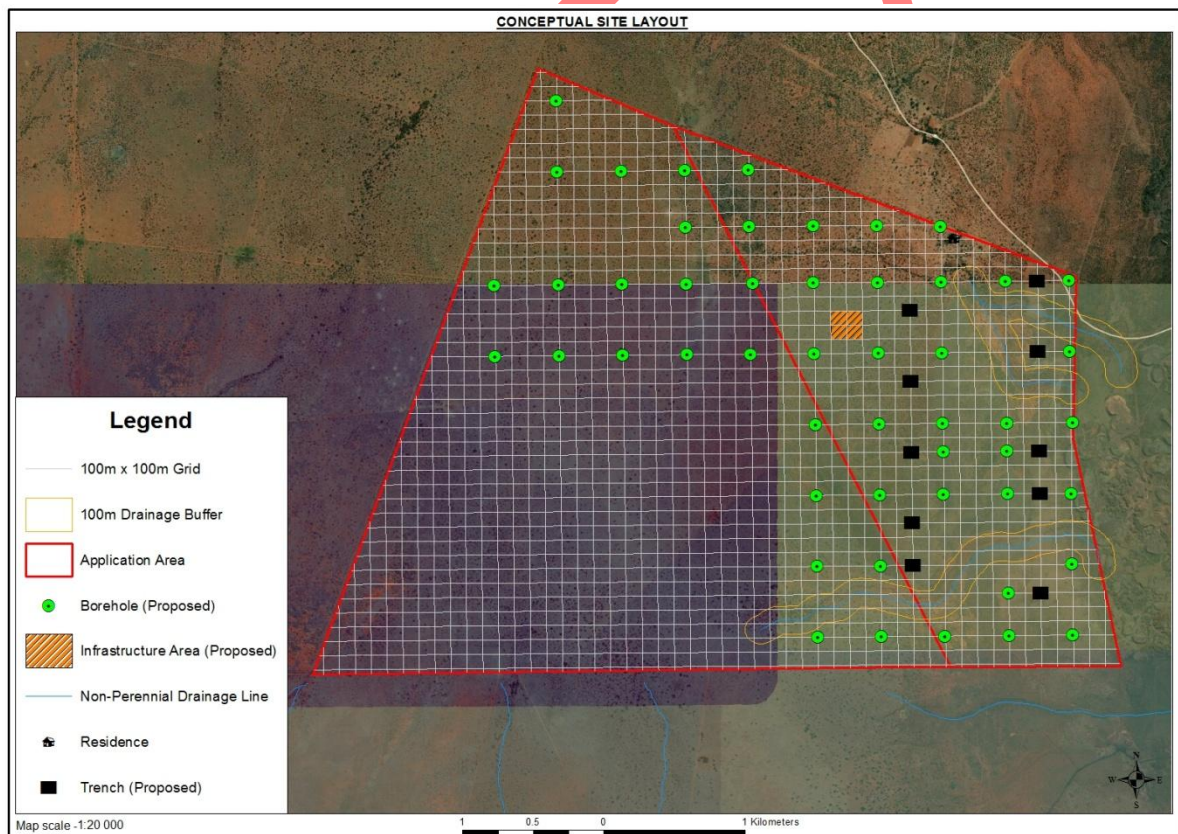 CONCEPTUAL SITE LAYOUT
Legend
100m x 100m Grid
100m Drainage Buffer
Application Area
Borehole (Proposed)
Infrastructure Area (Proposed)
Non-Perennial Drainage Line
Residence
Trench (Proposed)
N
W E
S
Map scale -1:20 000
1 0.5 0 1 Kilometers